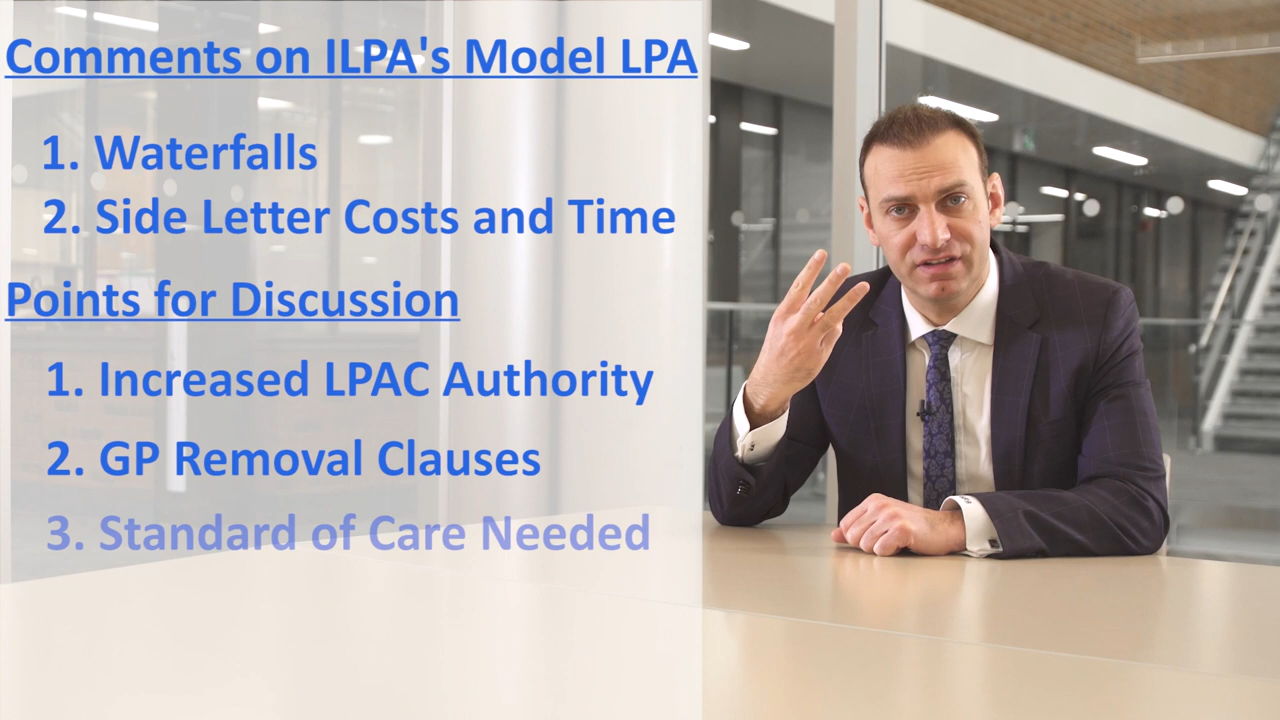 Comments on ILPA's Model LPA
1. Waterfalls
2. Side Letter Costs and Time
Points for Discussion
1. Increased LPAC Authority
2. GP Removal Clauses
3. Standard of Care Needed